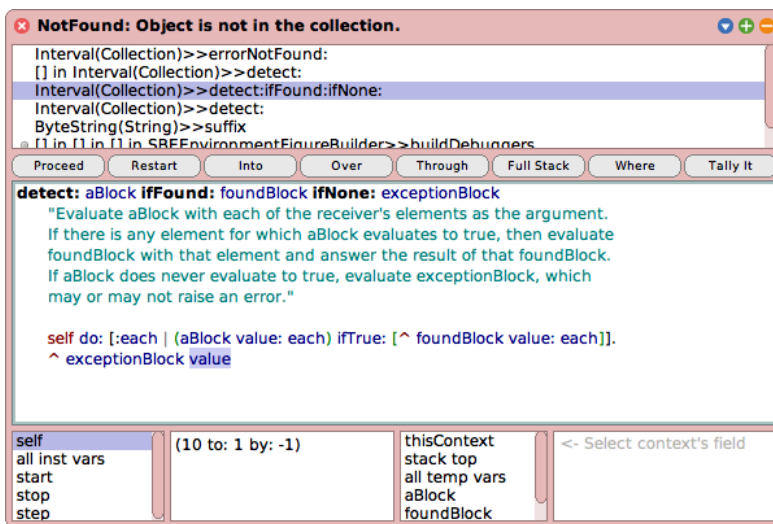 NotFound: Object is not in the collection.
Interval(Collection)>>errorNotFound:
[] in Interval(Collection)>>detect:
Interval(Collection)>>detect:ifFound:ifNone:
Interval(Collection)>>detect:
ByteString(String)>>suffix
[] in [] in [] in SBEEnvironmentFigureBuilder>>buildDebuggers
Proceed Restart Into Over Through Full Stack Where Tally It
detect: aBlock ifFound: foundBlock ifNone: exceptionBlock
"Evaluate aBlock with each of the receiver's elements as the argument.
If there is any element for which aBlock evaluates to true, then evaluate
foundBlock with that element and answer the result of that foundBlock.
If aBlock does never evaluate to true, evaluate exceptionBlock, which
may or may not raise an error."
self do: [:each | (aBlock value: each) ifTrue: [^ foundBlock value: each]].
^ exceptionBlock value
self
all inst vars
start
stop
step
(10 to: 1 by: -1)
thisContext
stack top
all temp vars
aBlock
foundBlock
<- Select context's field